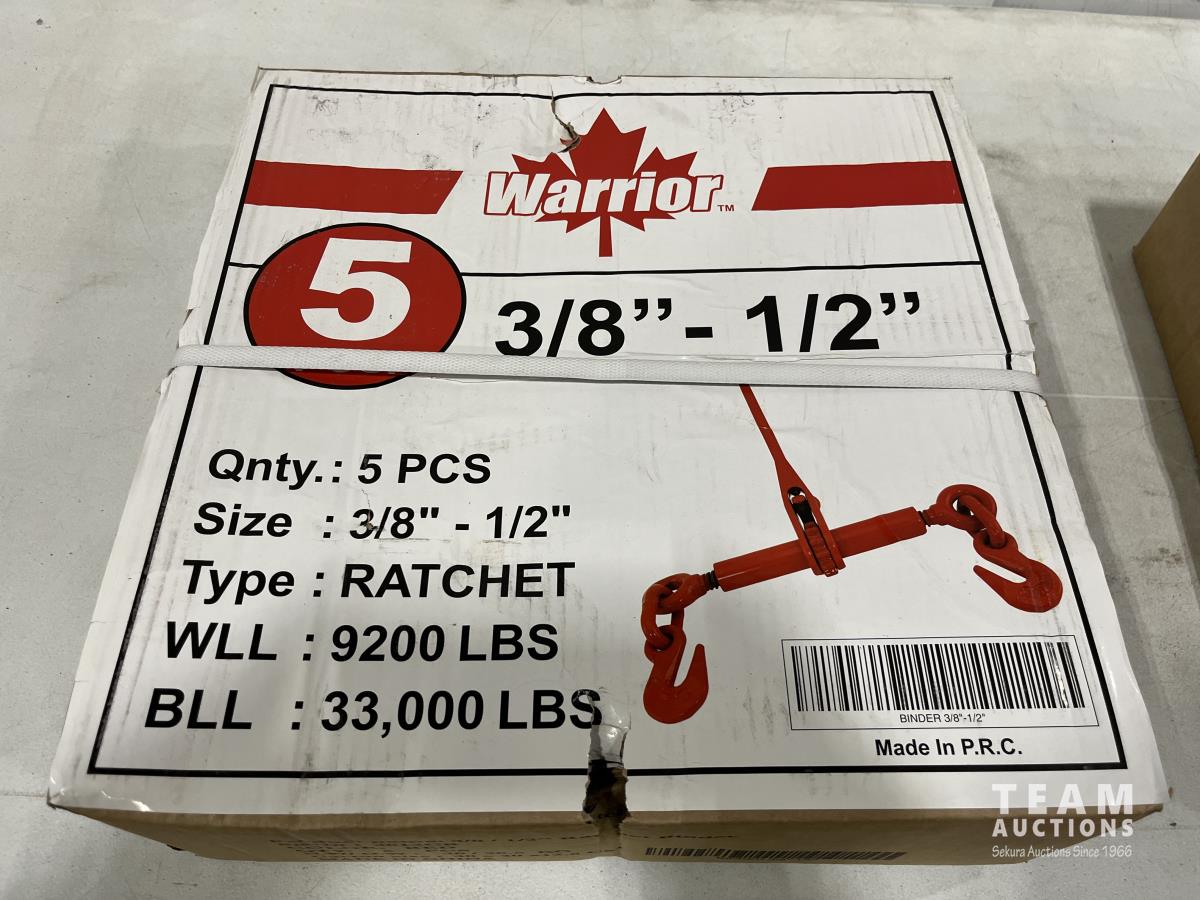 Warrior™
5
3/8” - 1/2”
Qnty.: 5 PCS
Size : 3/8" - 1/2"
Type : RATCHET
WLL : 9200 LBS
BLL : 33,000 LBS
BINDER 3/8"-1/2"
Made In P.R.C.
TEAM
AUCTIONS
Sekura Auctions Since 1966